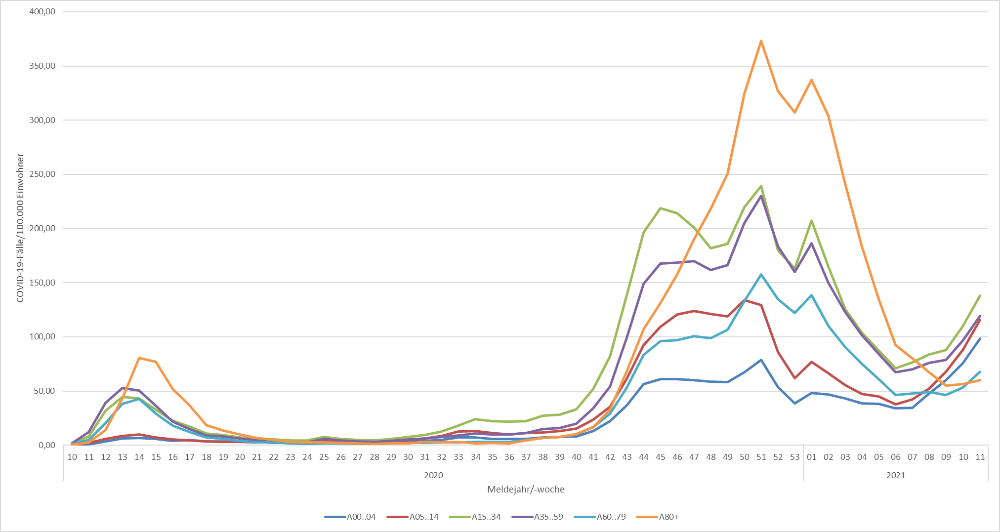 400,00
350,00
300,00
250,00
200,00
150,00
100,00
50,00
0,00
COVID-19-Fälle/100.000 Einwohner
10 11 12 13 14 15 16 17 18 19 20 21 22 23 24 25 26 27 28 29 30 31 32 33 34 35 36 37 38 39 40 41 42 43 44 45 46 47 48 49 50 51 52 53 01 02 03 04 05 06 07 08 09 10 11
2020 2021
Meldejahr/-woche
A00..04 A05..14 A15..34 A35..59 A60..79 A80+